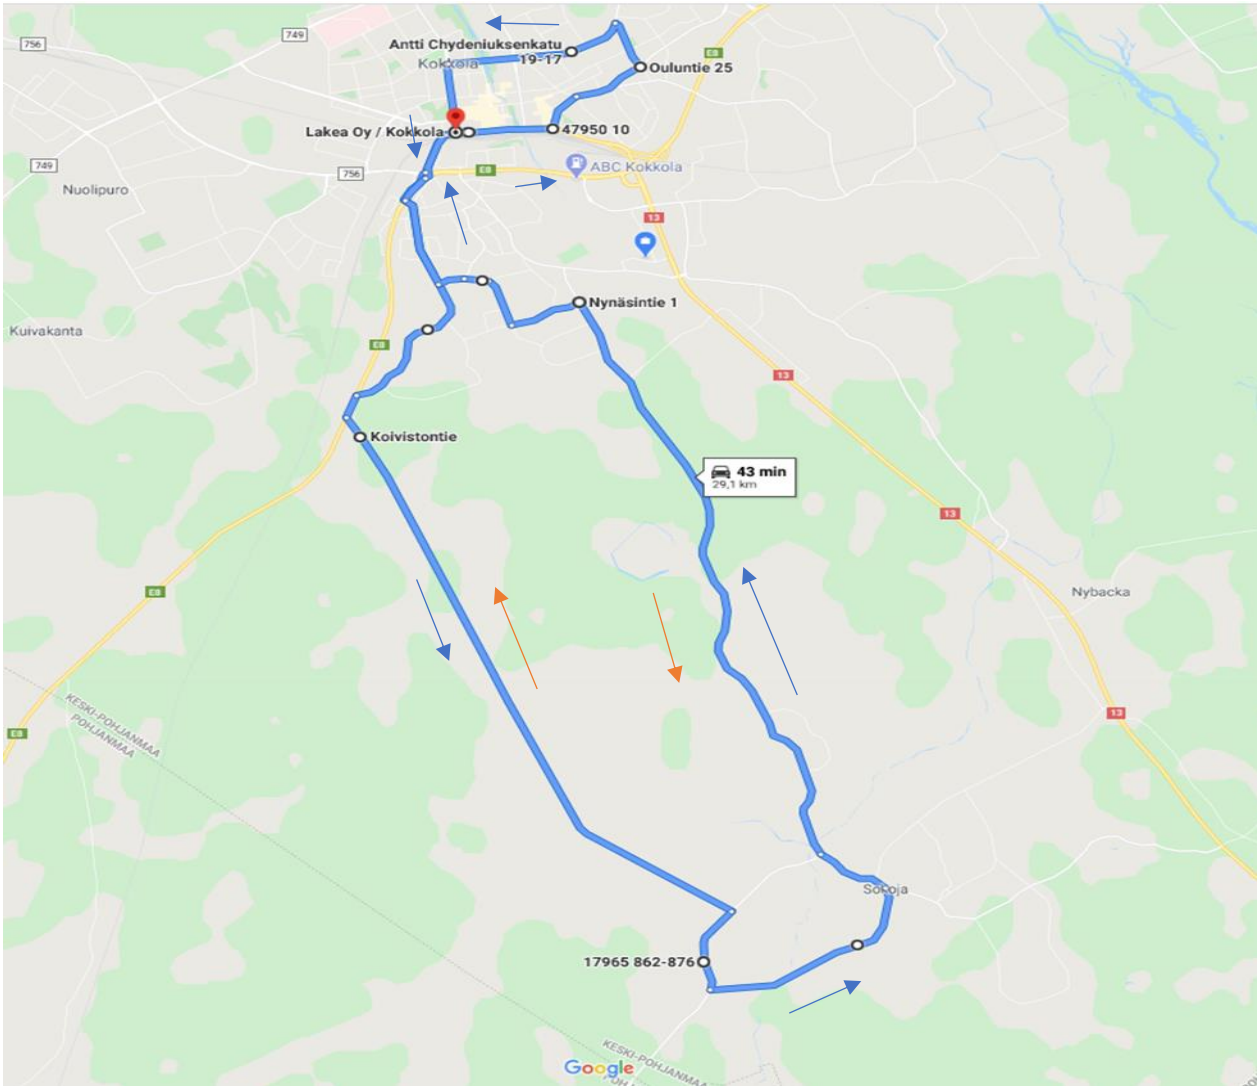 749
756
E8
Antti Chydeniuksenkatu
19-17
Kokkola
Ouluntie 25
Lakea Oy / Kokkola
47950 10
749
756
E8
ABC Kokkola
Nuolipuro
13
Nynäsintie 1
Kuivakanta
E8
13
Koivistontie
43 min
29,1 km
13
E8
Nybacka
KESKI-POHJANMAA
POHJANMAA
13
E8
Sokoja
17965 862-876
KESKI-POHJANMAA
Google